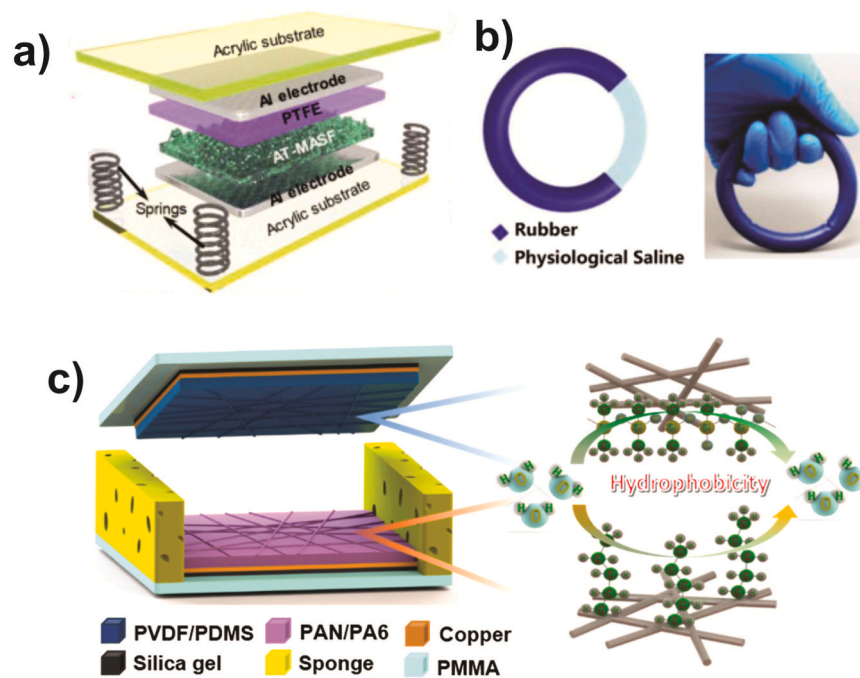 a)
Acrylic substrate
Al electrode
PTFE
AT-MASF
Al electrode
Acrylic substrate
Springs
b)
Rubber
Physiological Saline
c)
H H
O
H H
O
H H
O
Hydrophobicity
H H
O
H H
O
H H
O
PVDF/PDMS
PAN/PA6
Copper
Silica gel
Sponge
PMMA